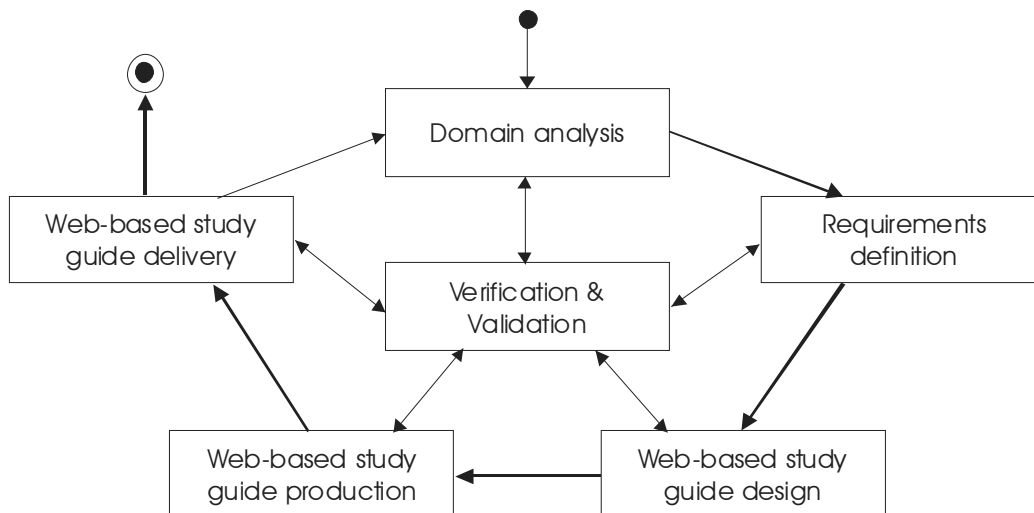 Domain analysis
Web-based study
guide delivery
Requirements
definition
Verification &
Validation
Web-based study
guide production
Web-based study
guide design